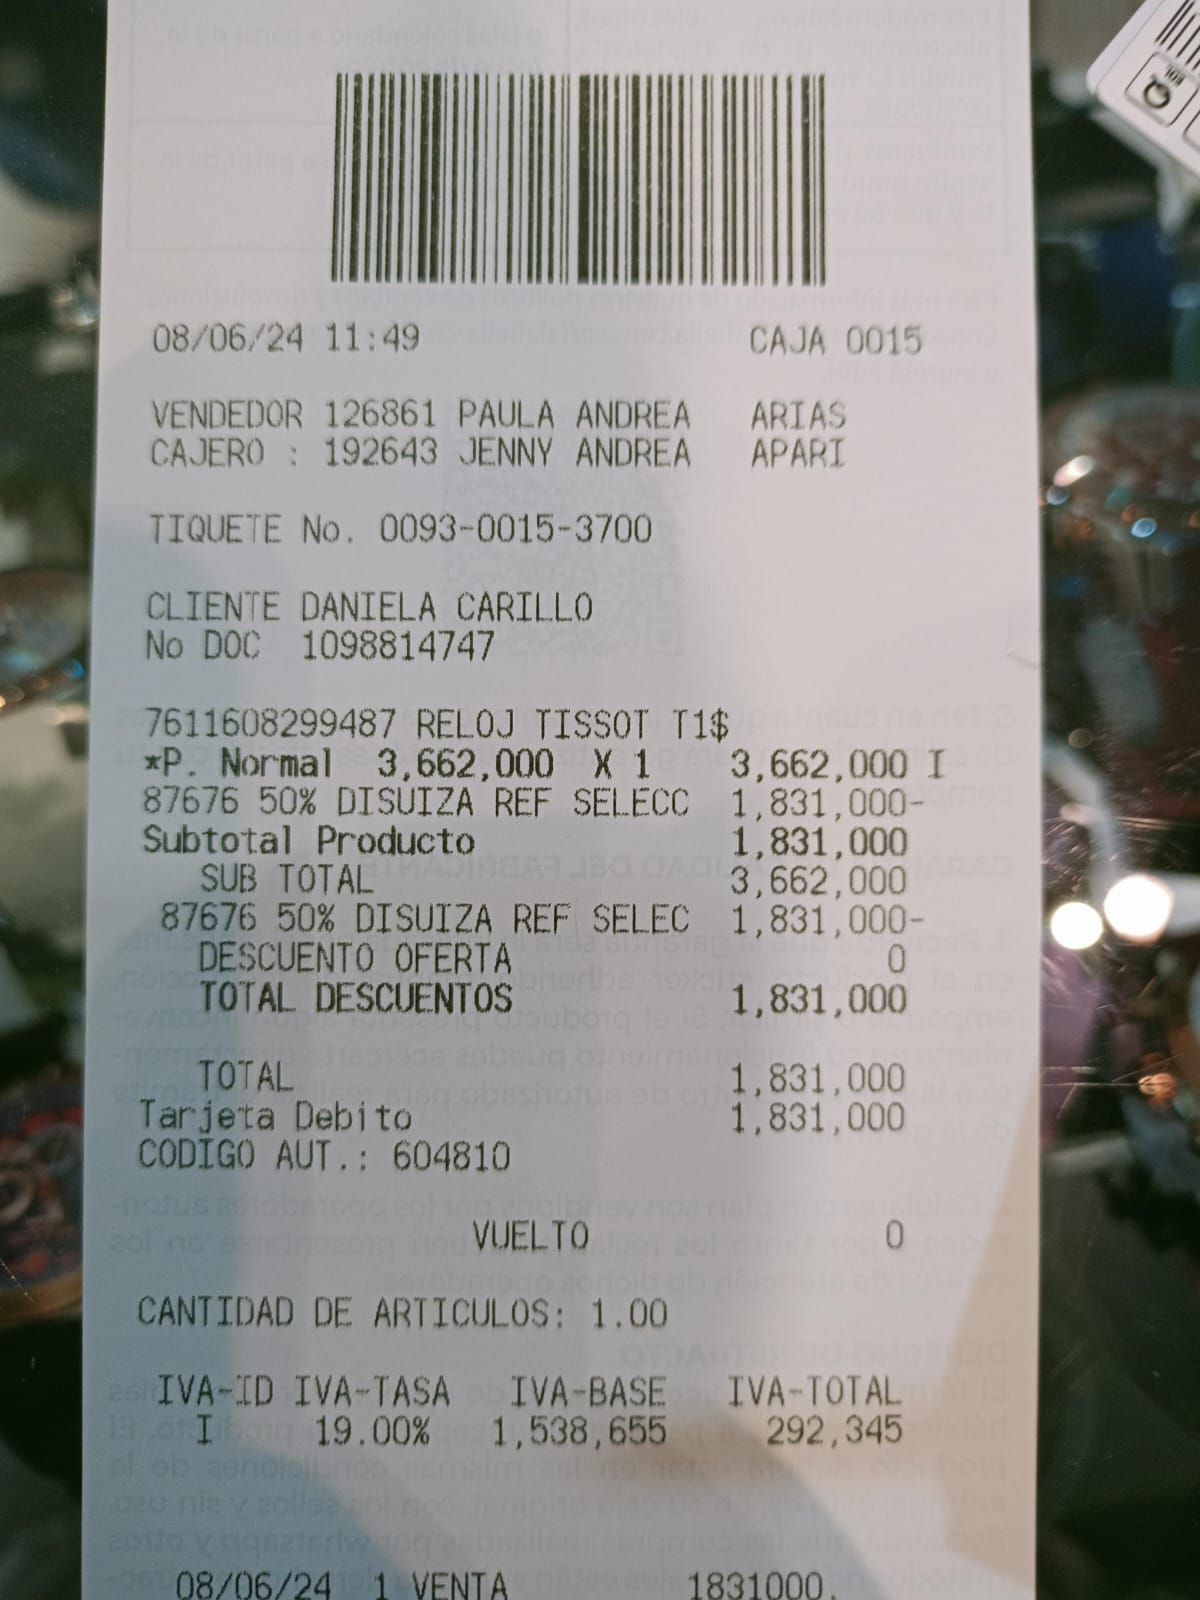 08/06/24 11:49 CAJA 0015
VENDEDOR 126861 PAULA ANDREA ARIAS
CAJERO : 192643 JENNY ANDREA APARI
TIQUETE No. 0093-0015-3700
CLIENTE DANIELA CARILLO
No DOC 1098814747
7611608299487 RELOJ TISSOT T1$
*P. Normal 3,662,000 X 1 3,662,000 I
87676 50% DISUIZA REF SELECC 1,831,000-
Subtotal Producto 1,831,000
SUB TOTAL 3,662,000
87676 50% DISUIZA REF SELEC 1,831,000-
DESCUENTO OFERTA 0
TOTAL DESCUENTOS 1,831,000
TOTAL 1,831,000
Tarjeta Debito 1,831,000
CODIGO AUT.: 604810
VUELTO 0
CANTIDAD DE ARTICULOS: 1.00
IVA-ID IVA-TASA IVA-BASE IVA-TOTAL
I 19.00% 1,538,655 292,345
08/06/24 1 VENTA 1831000.